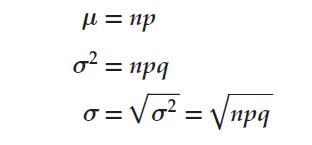 μ = np
σ² = npq
σ = √σ² = √npq